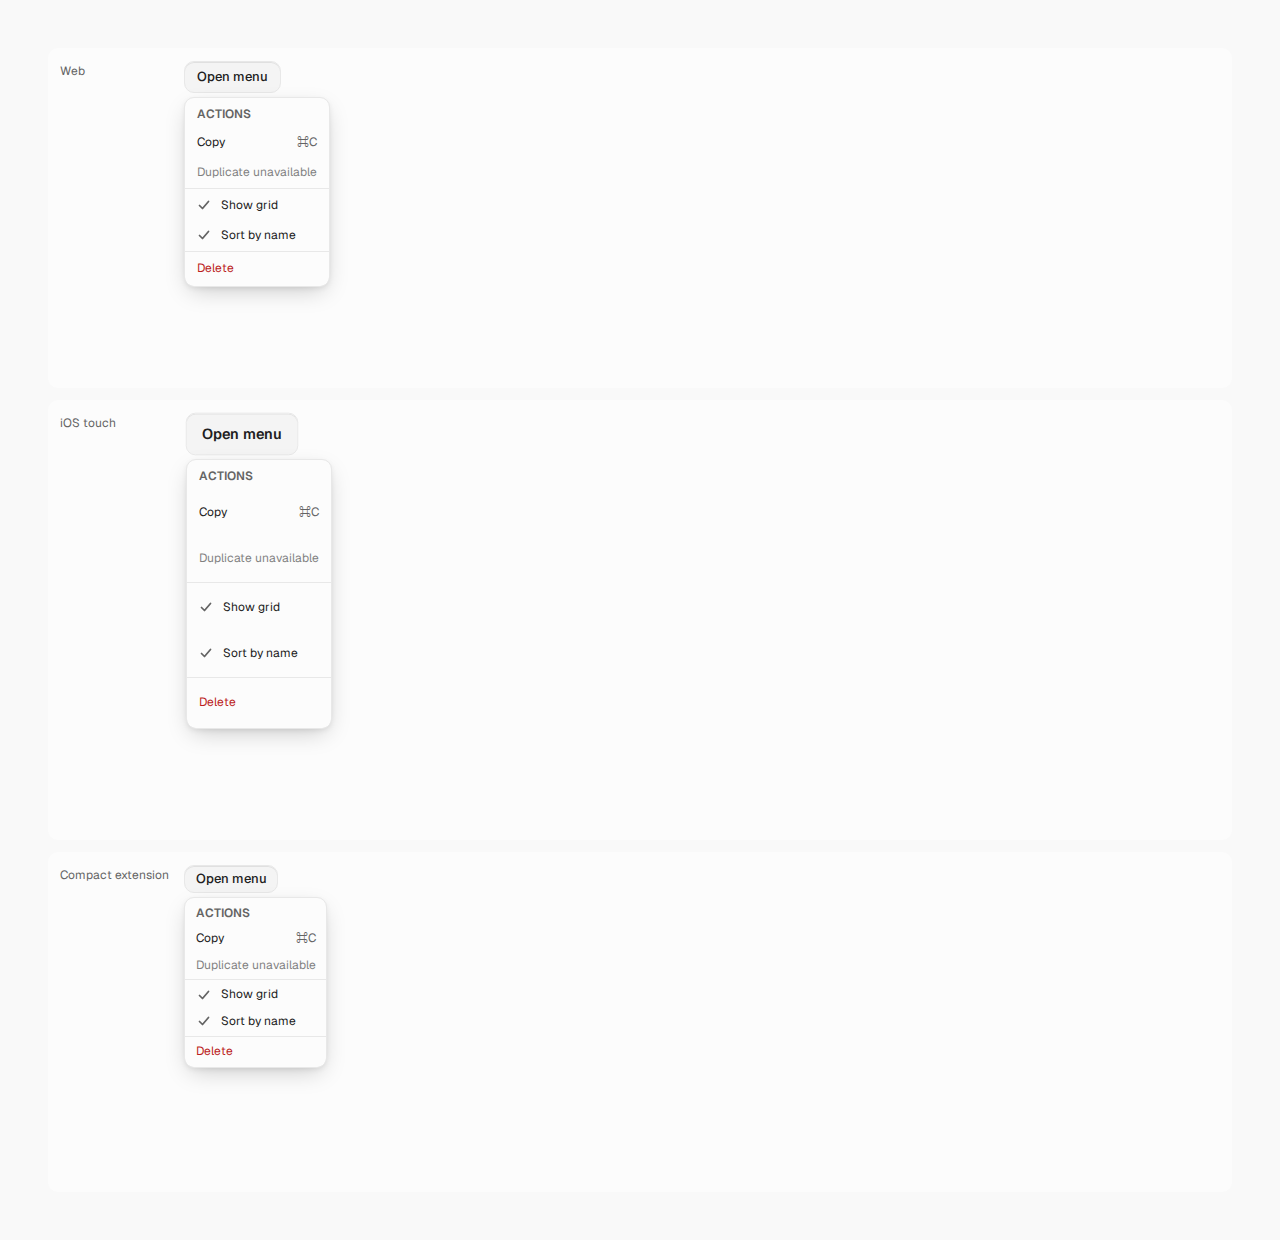 Web
Open menu
ACTIONS
Copy ⌘C
Duplicate unavailable
Show grid
Sort by name
Delete
iOS touch
Open menu
ACTIONS
Copy ⌘C
Duplicate unavailable
Show grid
Sort by name
Delete
Compact extension
Open menu
ACTIONS
Copy ⌘C
Duplicate unavailable
Show grid
Sort by name
Delete